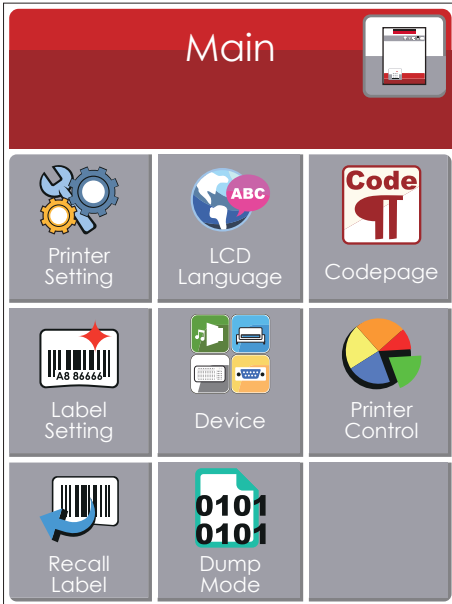 Main
Printer
Setting
ABC
LCD
Language
Code
Codepage
A8 86666
Label
Setting
Device
Printer
Control
Recall
Label
0101
0101
Dump
Mode